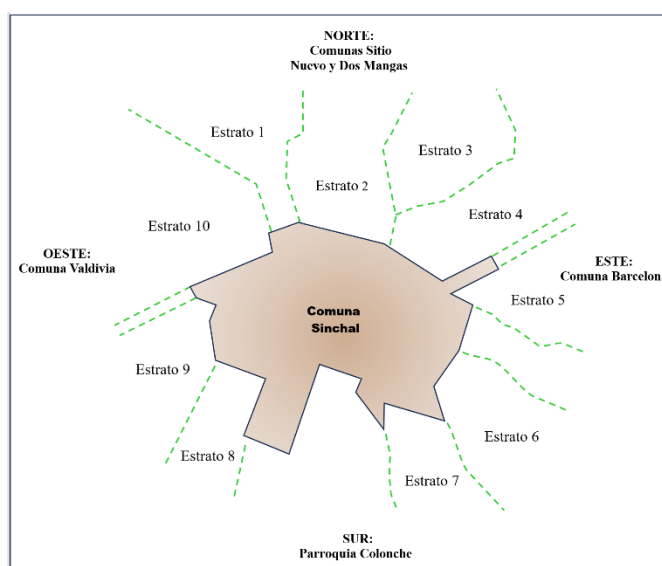 NORTE:
Comunas Sitio
Nuevo y Dos Mangas
Estrato 1
Estrato 3
Estrato 2
Estrato 4
Estrato 10
OESTE:
Comuna Valdivia
ESTE:
Comuna Barcelon
Estrato 5
Comuna
Sinchal
Estrato 9
Estrato 6
Estrato 8
Estrato 7
SUR:
Parroquia Colonche